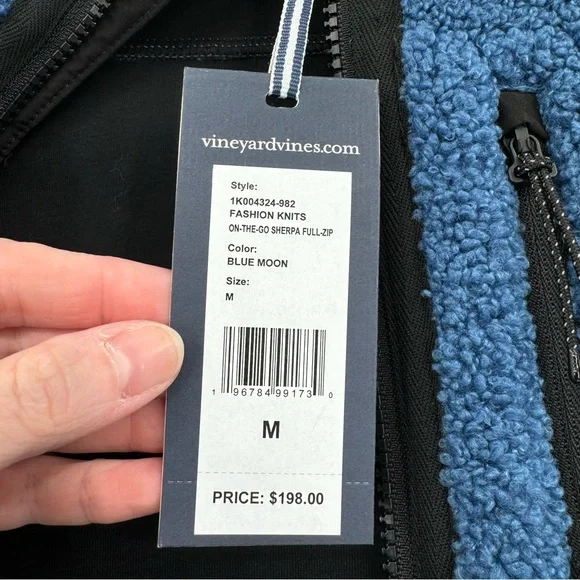 vineyardvines.com
Style:
1K004324-982
FASHION KNITS
ON-THE-GO SHERPA FULL-ZIP
Color:
BLUE MOON
Size:
M
1 96784 99173 0
M
PRICE: $198.00